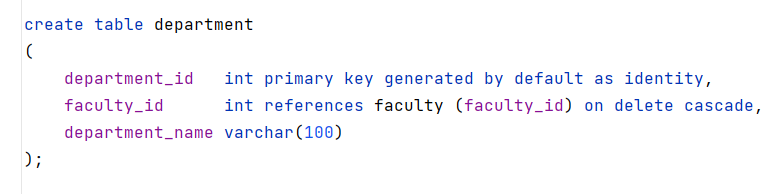 create table department
(
    department_id   int primary key generated by default as identity,
    faculty_id      int references faculty (faculty_id) on delete cascade,
    department_name varchar(100)
);